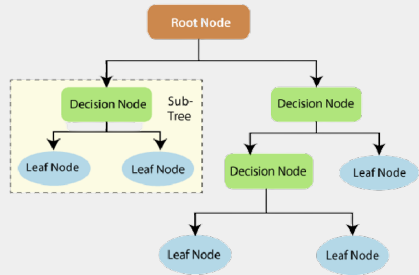 Root Node
Decision Node
Sub-
Tree
Decision Node
Leaf Node
Leaf Node
Decision Node
Leaf Node
Leaf Node
Leaf Node